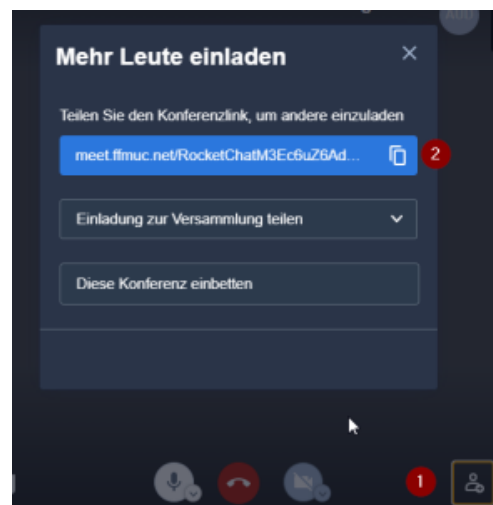 Mehr Leute einladen
Teilen Sie den Konferenzlink, um andere einzuladen
meet.ffmuc.net/RocketChatM3Ec6uZ6Ad...
2
Einladung zur Versammlung teilen
Diese Konferenz einbetten
1